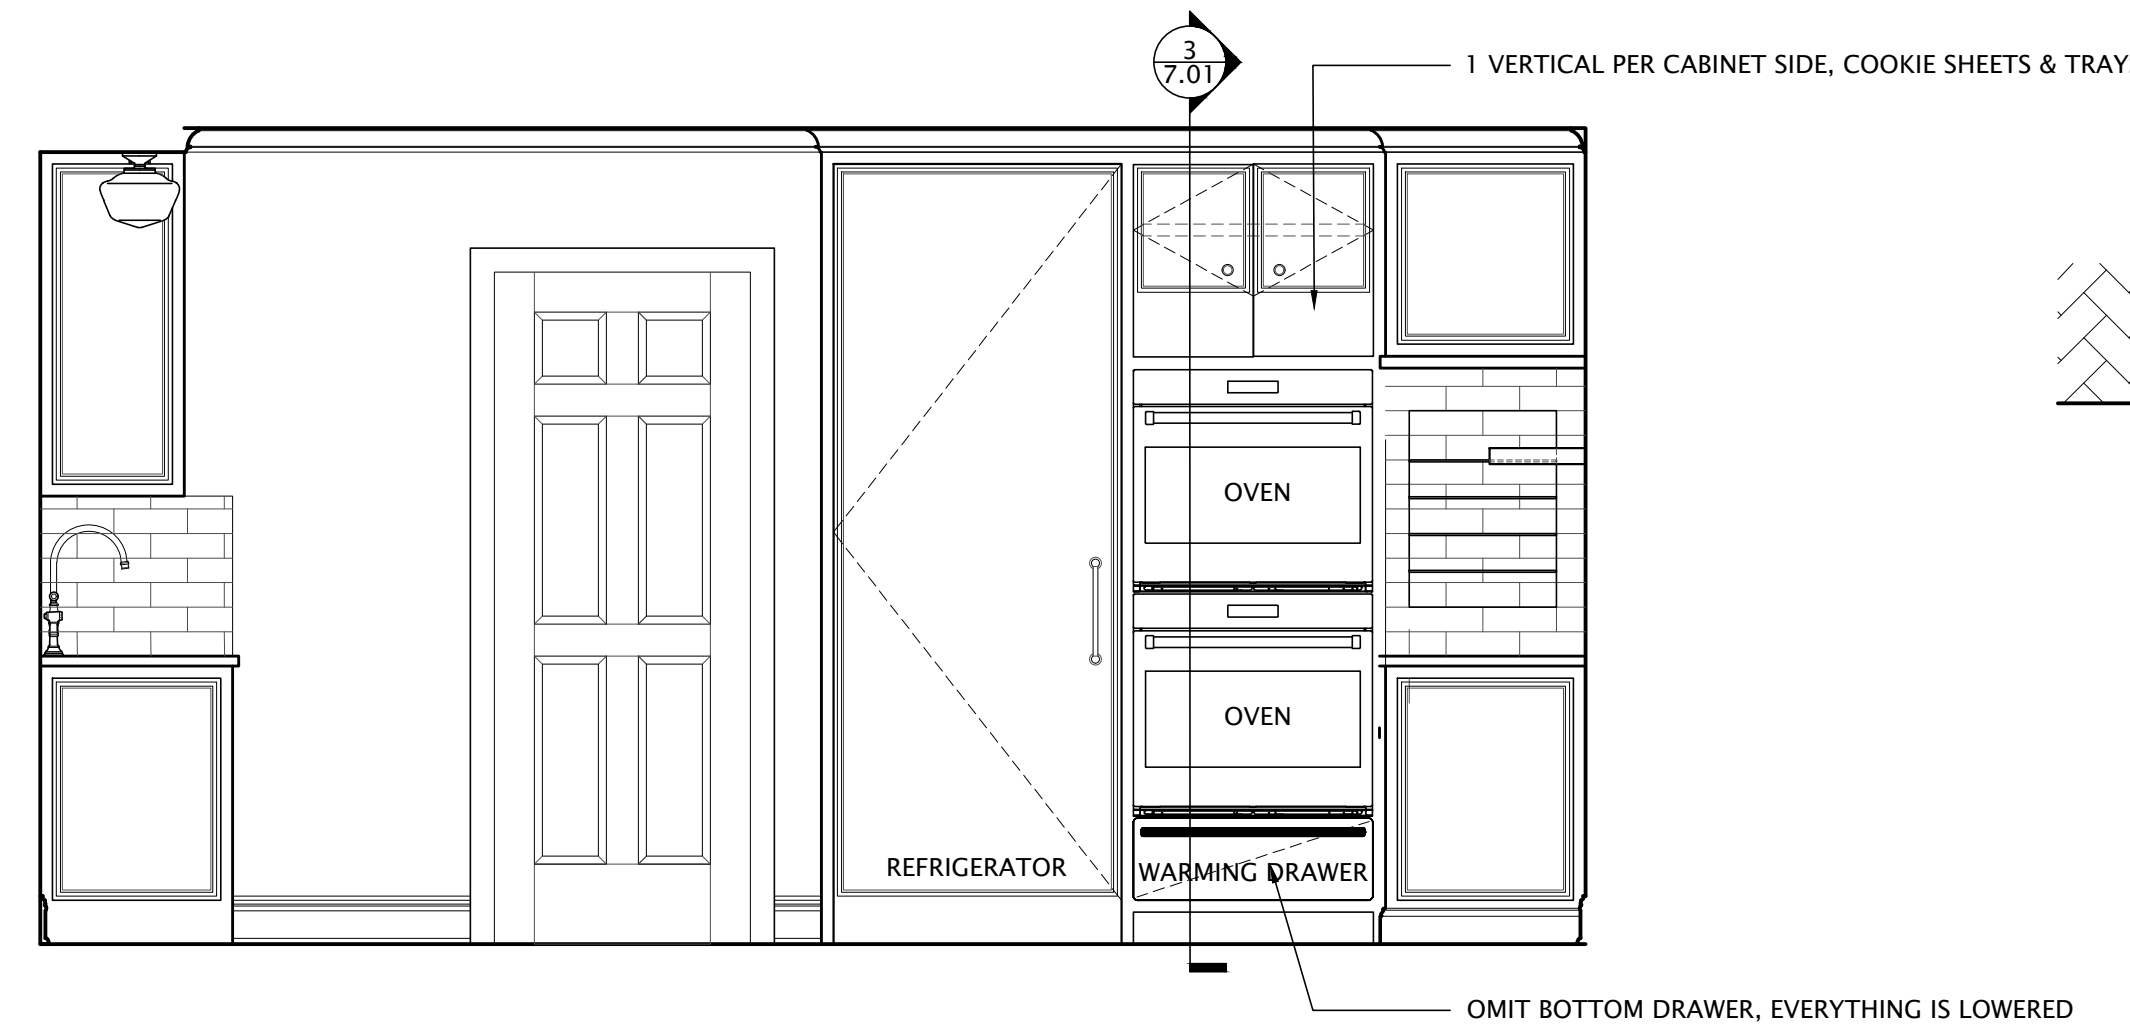 3
7.01
1 VERTICAL PER CABINET SIDE, COOKIE SHEETS & TRAYS
OVEN
OVEN
REFRIGERATOR
WARMING DRAWER
OMIT BOTTOM DRAWER, EVERYTHING IS LOWERED